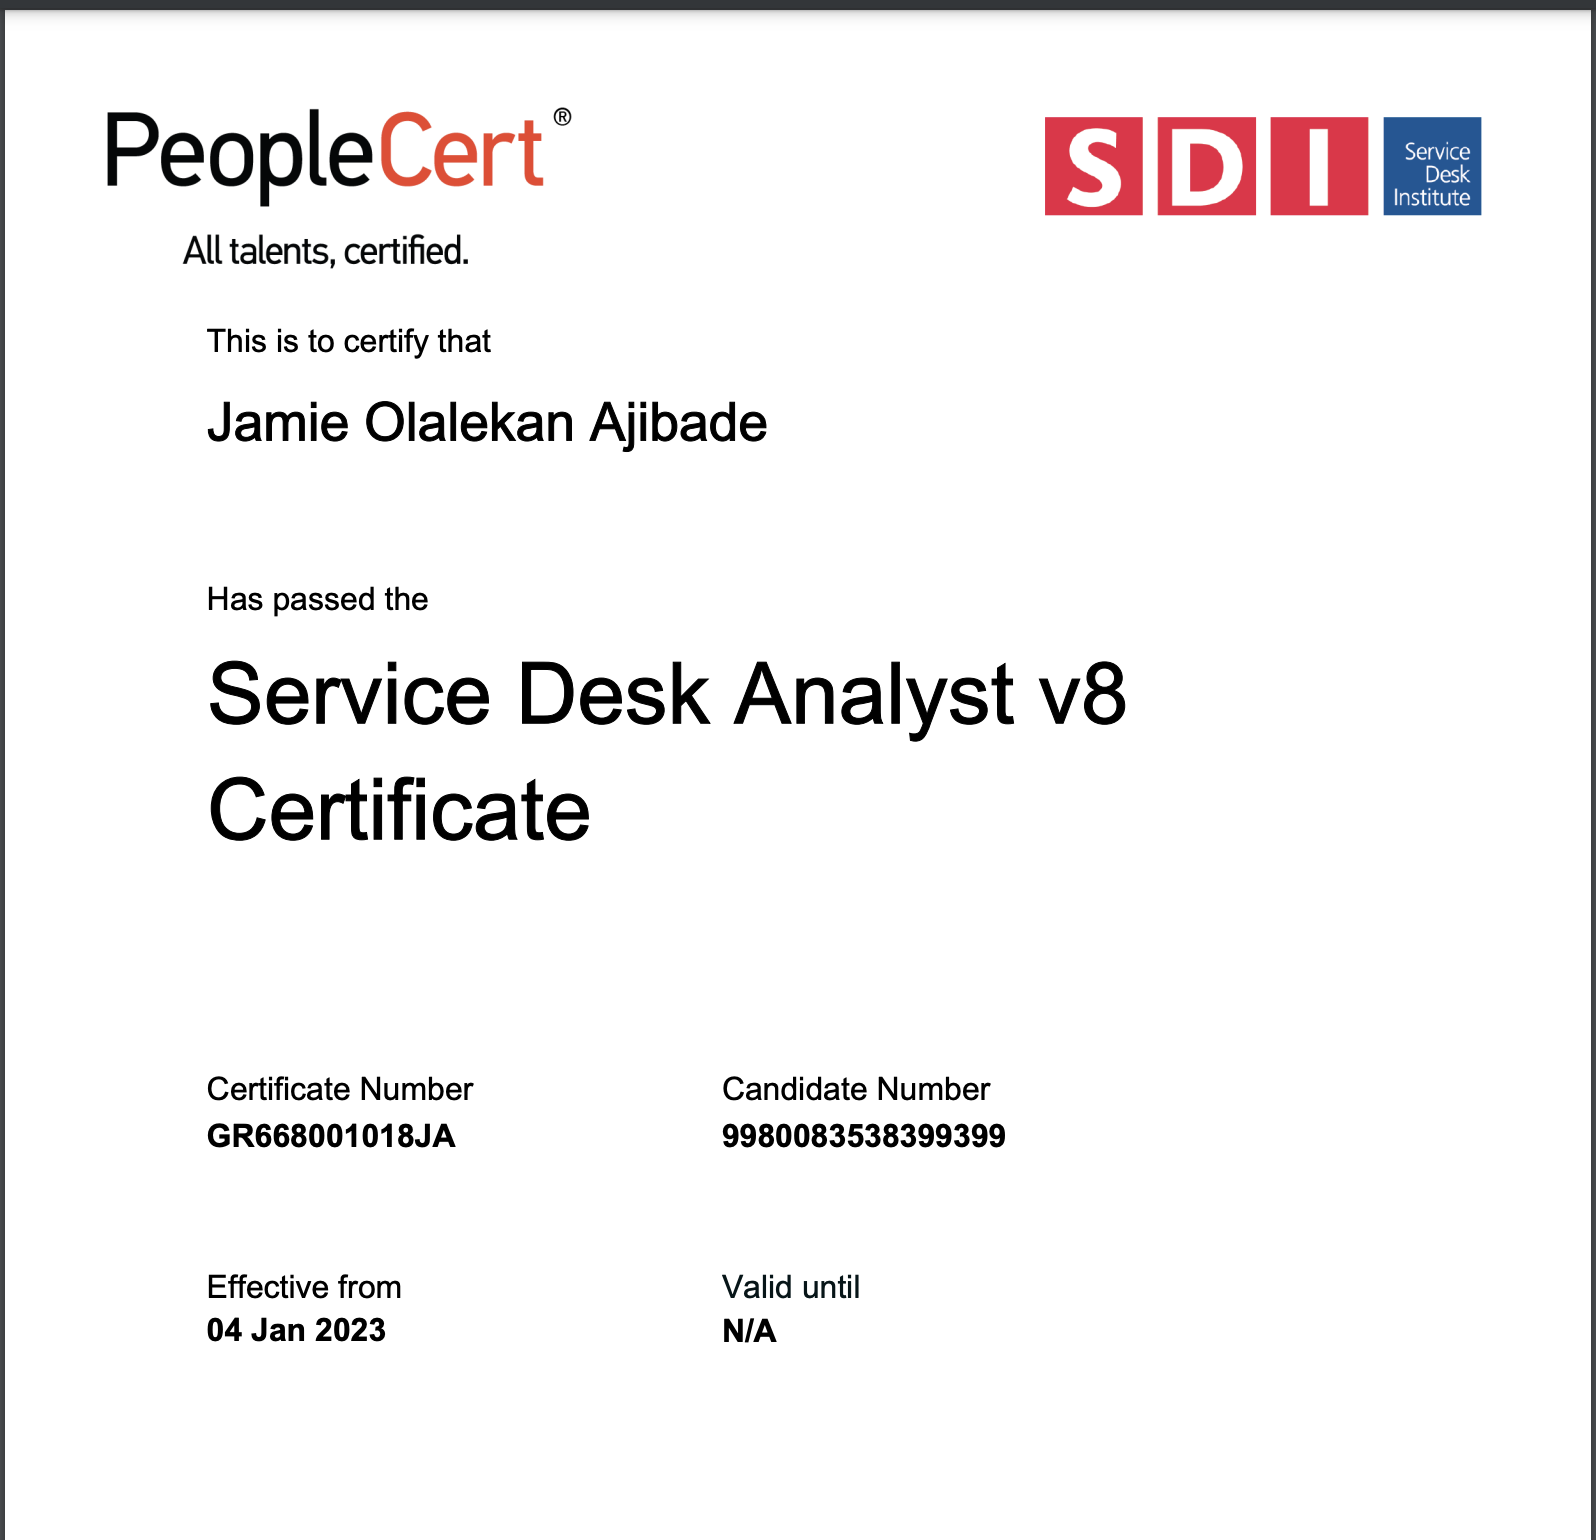 PeopleCert®
All talents, certified.
S D I Service
Desk
Institute
This is to certify that
Jamie Olalekan Ajibade
Has passed the
Service Desk Analyst v8
Certificate
Certificate Number
GR668001018JA
Candidate Number
9980083538399399
Effective from
04 Jan 2023
Valid until
N/A